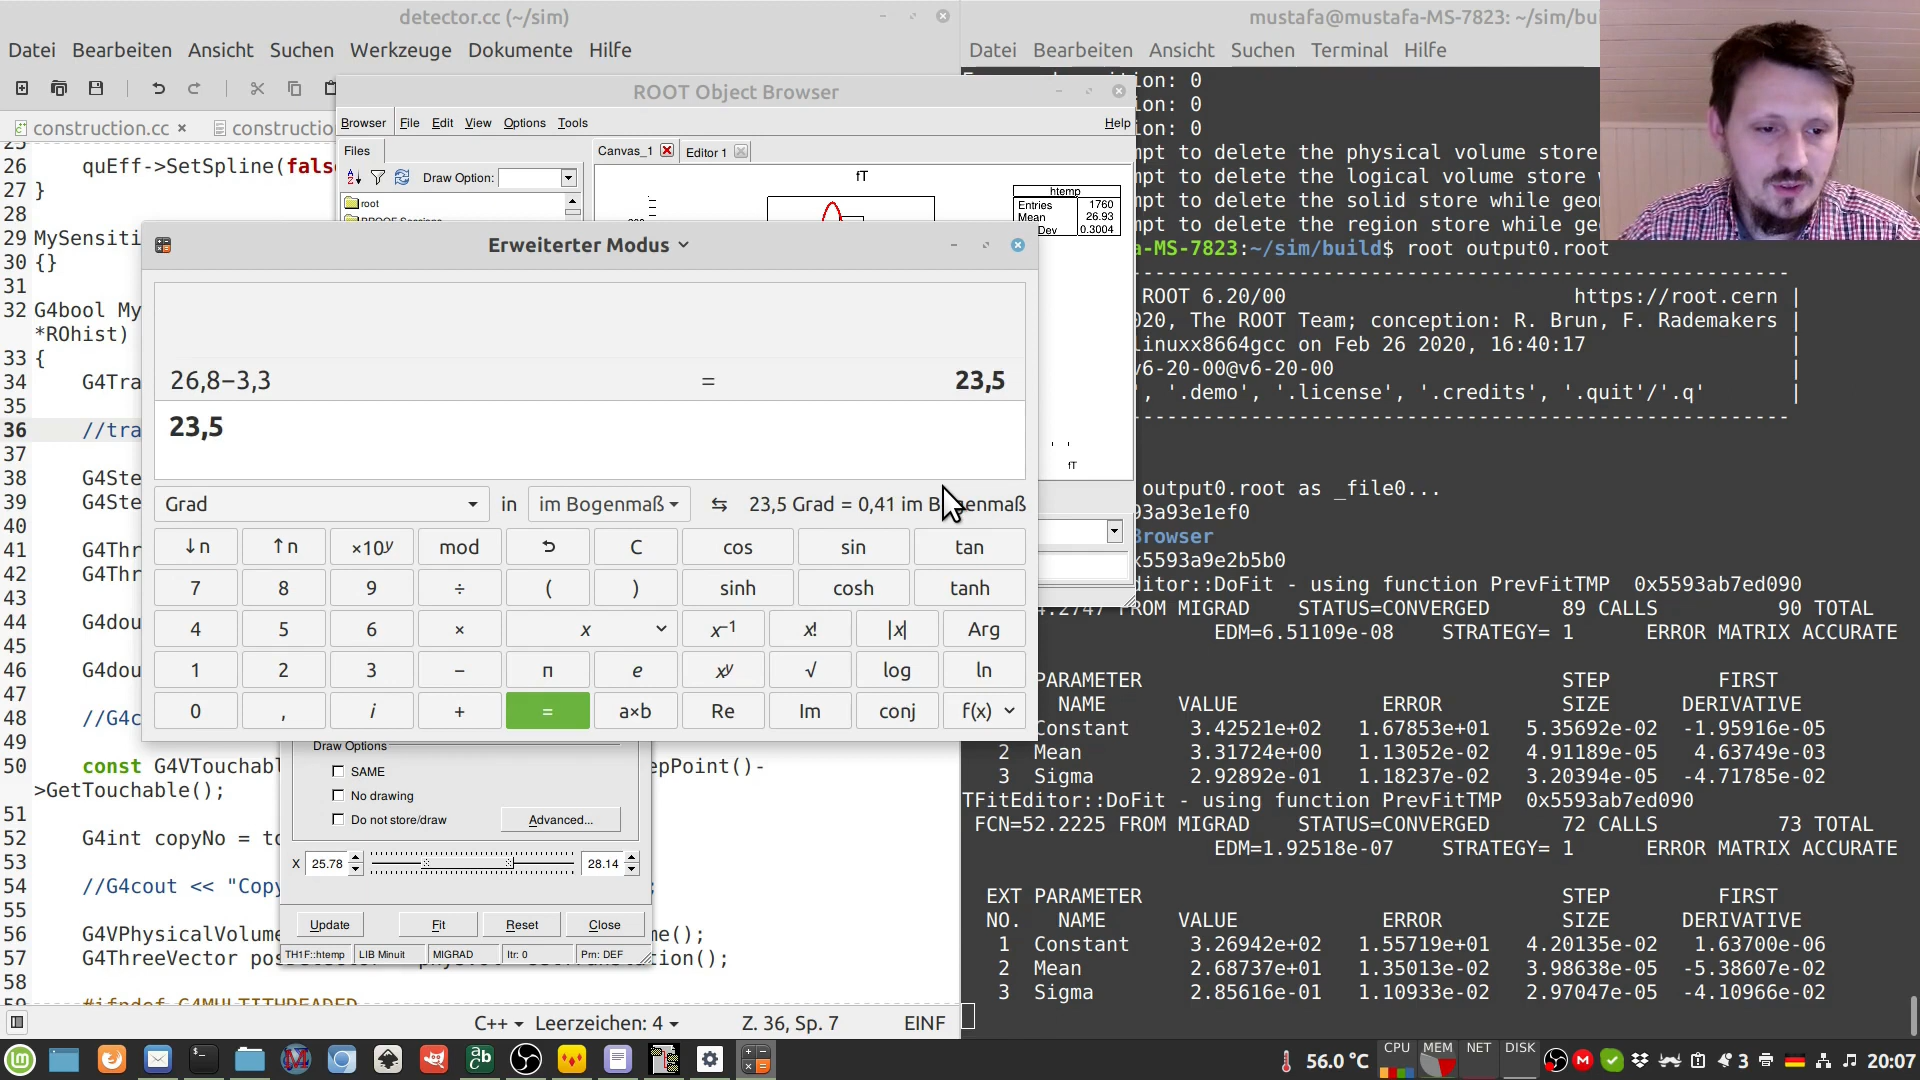 detector.cc (~/sim)
Datei Bearbeiten Ansicht Suchen Werkzeuge Dokumente Hilfe
construction.cc ×
constructio
26 quEff->SetSpline(fals
27 }
28
29 MySensiti
30 {}
31
32 G4bool My
*ROhist)
33 {
34 G4Tra
35
36 //tra
37
38 G4Ste
39 G4Ste
40
41 G4Thr
42 G4Thr
43
44 G4dou
45
46 G4dou
47
48 //G4c
49
50 const G4VTouchabl epPoint()-
>GetTouchable();
51
52 G4int copyNo = to
53
54 //G4cout << "Copy ;
55
56 G4VPhysicalVolume me();
57 G4ThreeVector
58
59 #ifndef G4MULTITHREADED
C++ Leerzeichen: 4 Z. 36, Sp. 7 EINF
ROOT Object Browser
Browser File Edit View Options Tools Help
Files
Canvas_1 Editor 1
Draw Option:
root
PROOF Sessions
fT
htemp
Entries 1760
Mean 26.93
Dev 0.3004
fT
Erweiterter Modus
26,8−3,3 = 23,5
23,5
Grad in im Bogenmaß 23,5 Grad = 0,41 im Bogenmaß
↓n ↑n ×10y mod C cos sin tan
7 8 9 ÷ ( ) sinh cosh tanh
4 5 6 × x x−1 x! |x| Arg
1 2 3 − π e xy √ log ln
0 , i + = a×b Re Im conj f(x)
Draw Options
SAME
No drawing
Do not store/draw
Advanced...
X 25.78 28.14
Update Fit Reset Close
TH1F::htemp LIB Minuit MIGRAD Itr: 0 Prn: DEF
mustafa@mustafa-MS-7823: ~/sim/bui
Datei Bearbeiten Ansicht Suchen Terminal Hilfe
ion: 0
ion: 0
ion: 0
mpt to delete the physical volume store
mpt to delete the logical volume store
mpt to delete the solid store while geo
mpt to delete the region store while ge
a-MS-7823:~/sim/build$ root output0.root
ROOT 6.20/00 https://root.cern |
020, The ROOT Team; conception: R. Brun, F. Rademakers |
linuxx8664gcc on Feb 26 2020, 16:40:17 |
v6-20-00@v6-20-00 |
', '.demo', '.license', '.credits', '.quit'/'.q' |
output0.root as _file0...
93a93e1ef0
Browser
x5593a9e2b5b0
ditor::DoFit - using function PrevFitTMP 0x5593ab7ed090
4.2747 FROM MIGRAD STATUS=CONVERGED 89 CALLS 90 TOTAL
EDM=6.51109e-08 STRATEGY= 1 ERROR MATRIX ACCURATE
PARAMETER STEP FIRST
NAME VALUE ERROR SIZE DERIVATIVE
Constant 3.42521e+02 1.67853e+01 5.35692e-02 -1.95916e-05
2 Mean 3.31724e+00 1.13052e-02 4.91189e-05 4.63749e-03
3 Sigma 2.92892e-01 1.18237e-02 3.20394e-05 -4.71785e-02
TFitEditor::DoFit - using function PrevFitTMP 0x5593ab7ed090
FCN=52.2225 FROM MIGRAD STATUS=CONVERGED 72 CALLS 73 TOTAL
EDM=1.92518e-07 STRATEGY= 1 ERROR MATRIX ACCURATE
EXT PARAMETER STEP FIRST
NO. NAME VALUE ERROR SIZE DERIVATIVE
1 Constant 3.26942e+02 1.55719e+01 4.20135e-02 1.63700e-06
2 Mean 2.68737e+01 1.35013e-02 3.98638e-05 -5.38607e-02
3 Sigma 2.85616e-01 1.10933e-02 2.97047e-05 -4.10966e-02
56.0 °C CPU MEM NET DISK 3 20:07